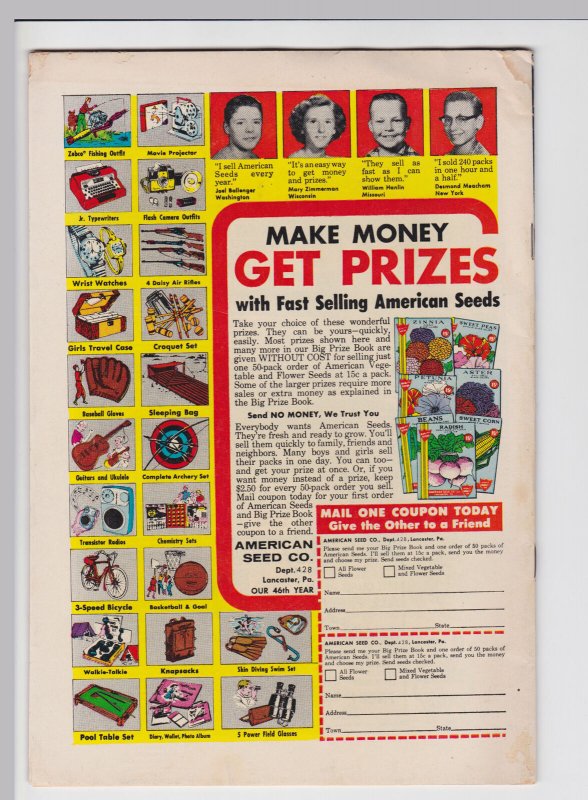 Zebco Fishing Outfit
Movie Projector
Jr. Typewriters
Flash Camera Outfits
Wrist Watches
4 Daisy Air Rifles
Girls Travel Case
Croquet Set
Baseball Gloves
Sleeping Bag
Guitars and Ukulele
Complete Archery Set
Transistor Radios
Chemistry Sets
3-Speed Bicycle
Basketball & Goal
Walkie-Talkie
Knapsacks
Skin Diving Swim Set
Pool Table Set
Diary, Wallet, Photo Album
5 Power Field Glasses
"I sell American
Seeds every
year."
Joel Bellenger
Washington
"It's an easy way
to get money
and prizes."
Mary Zimmerman
Wisconsin
"They sell as
fast as I can
show them."
William Henlin
Missouri
"I sold 240 packs
in one hour and
a half."
Desmond Meacham
New York
MAKE MONEY
GET PRIZES
with Fast Selling American Seeds
Take your choice of these wonderful
prizes. They can be yours—quickly,
easily. Most prizes shown here and
many more in our Big Prize Book are
given WITHOUT COST for selling just
one 50-pack order of American Vege-
table and Flower Seeds at 15c a pack.
Some of the larger prizes require more
sales or extra money as explained in
the Big Prize Book.
Send NO MONEY, We Trust You
Everybody wants American Seeds.
They're fresh and ready to grow. You'll
sell them quickly to family, friends and
neighbors. Many boys and girls sell
their packs in one day. You can too—
and get your prize at once. Or, if you
want money instead of a prize, keep
$2.50 for every 50-pack order you sell.
Mail coupon today for your first order
of American Seeds
and Big Prize Book
—give the other
coupon to a friend.
AMERICAN
SEED CO.
Dept. 428
Lancaster, Pa.
OUR 46th YEAR
ZINNIA
SWEET PEAS
PETUNIA
ASTER
BEANS
SWEET CORN
RADISH
MAIL ONE COUPON TODAY
Give the Other to a Friend
AMERICAN SEED CO., Dept. 428, Lancaster, Pa.
Please send me your Big Prize Book and one order of 50 packs
of American Seeds. I'll sell them at 15c a pack, send you the money
and choose my prize. Seeds checked.
All Flower
Seeds
Mixed Vegetable
and Flower Seeds
Name
Address
Town State
AMERICAN SEED CO., Dept. 428, Lancaster, Pa.
Please send me your Big Prize Book and one order of 50 packs
of American Seeds. I'll sell them at 15c a pack, send you the money
and choose my prize. Send seeds checked.
All Flower
Seeds
Mixed Vegetable
and Flower Seeds
Name
Address
Town State